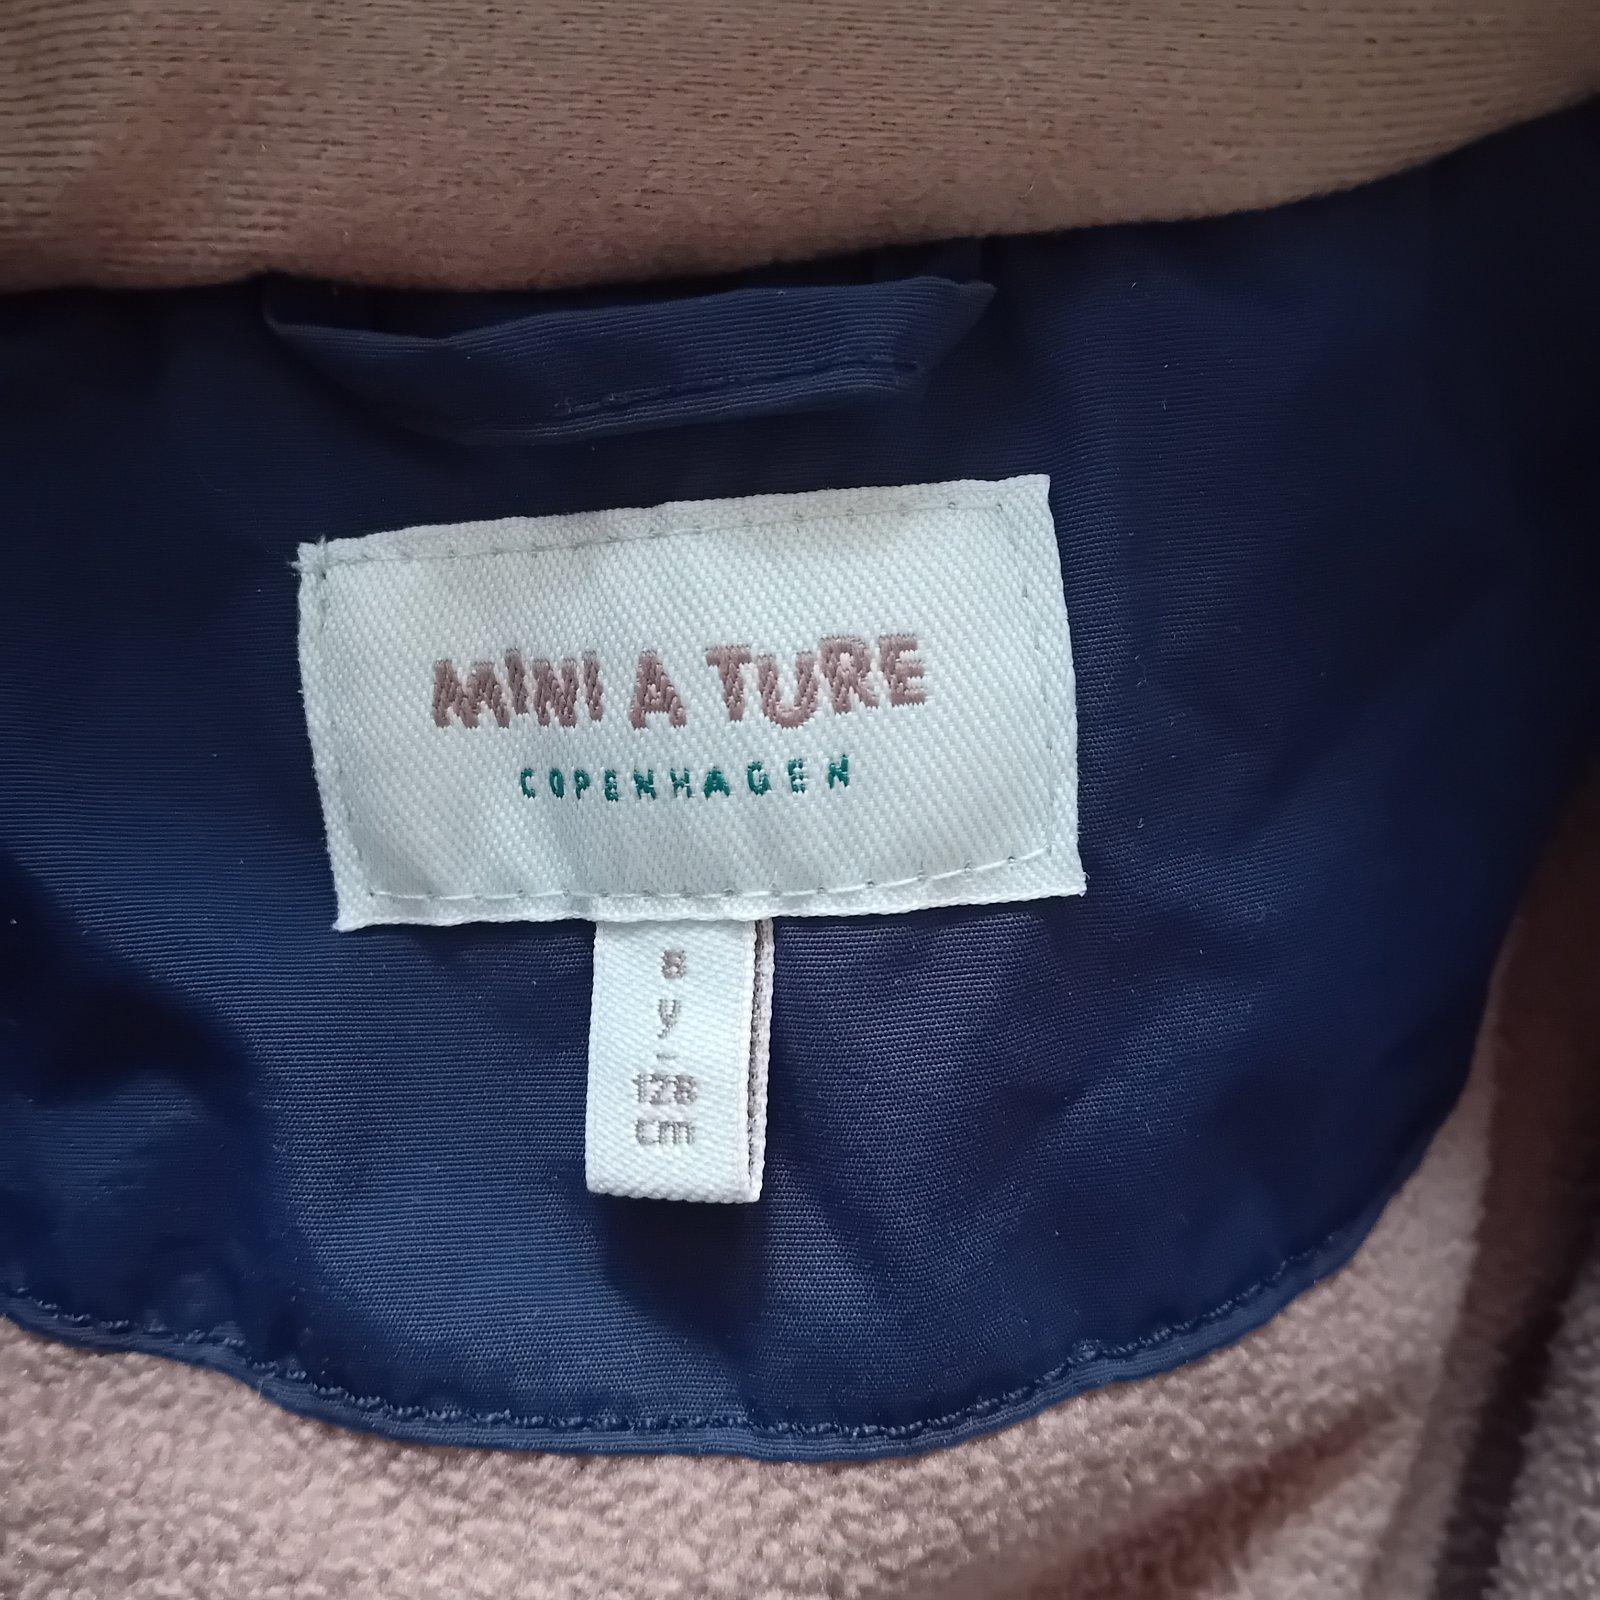 MINI A TURE
COPENHAGEN
8
y
-
128
cm